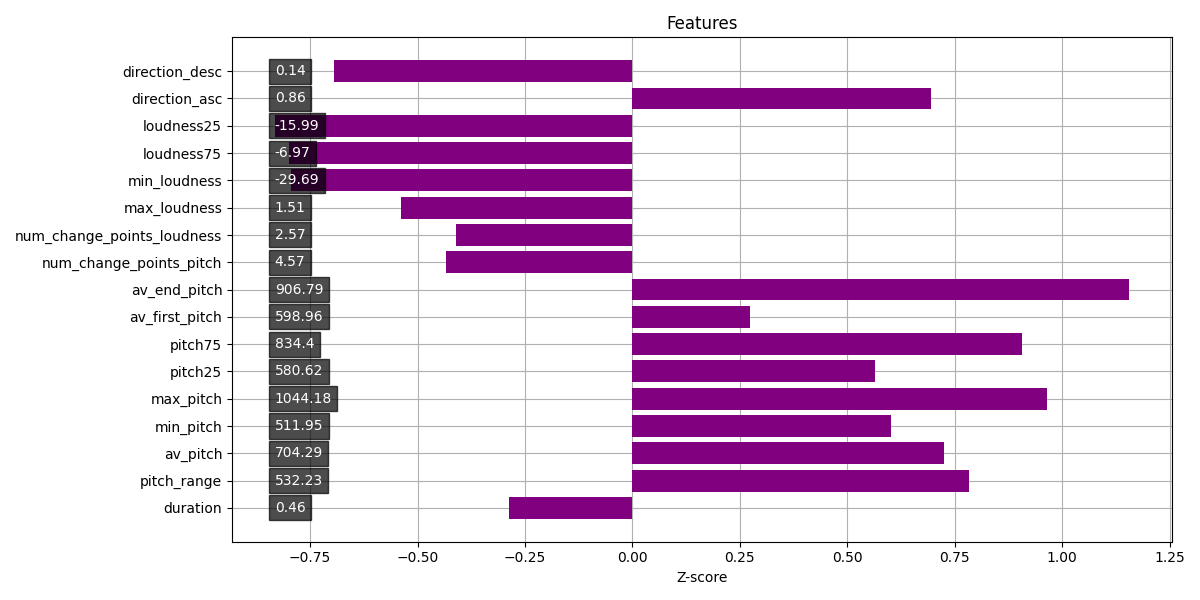 Features
direction_desc 0.14
direction_asc 0.86
loudness25 -15.99
loudness75 -6.97
min_loudness -29.69
max_loudness 1.51
num_change_points_loudness 2.57
num_change_points_pitch 4.57
av_end_pitch 906.79
av_first_pitch 598.96
pitch75 834.4
pitch25 580.62
max_pitch 1044.18
min_pitch 511.95
av_pitch 704.29
pitch_range 532.23
duration 0.46
−0.75 −0.50 −0.25 0.00 0.25 0.50 0.75 1.00 1.25
Z-score